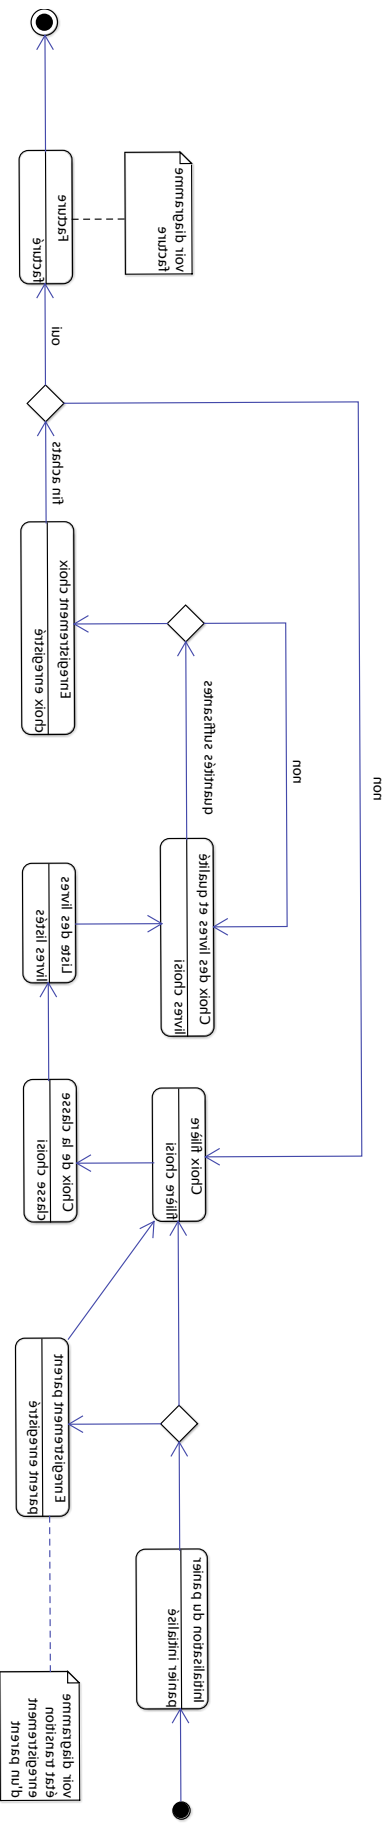 Initialisation du panier
panier initialisé
voir diagramme
état transition
enregistrement
d'un parent
Enregistrement parent
parent enregistré
Choix filière
filière choisi
Choix de la classe
classe choisi
Liste des livres
livres listés
Choix des livres et qualité
livres choisi
quantités suffisantes
non
non
Enregistrement choix
choix enregistré
fin achats
oui
Facture
facturé
voir diagramme
facture